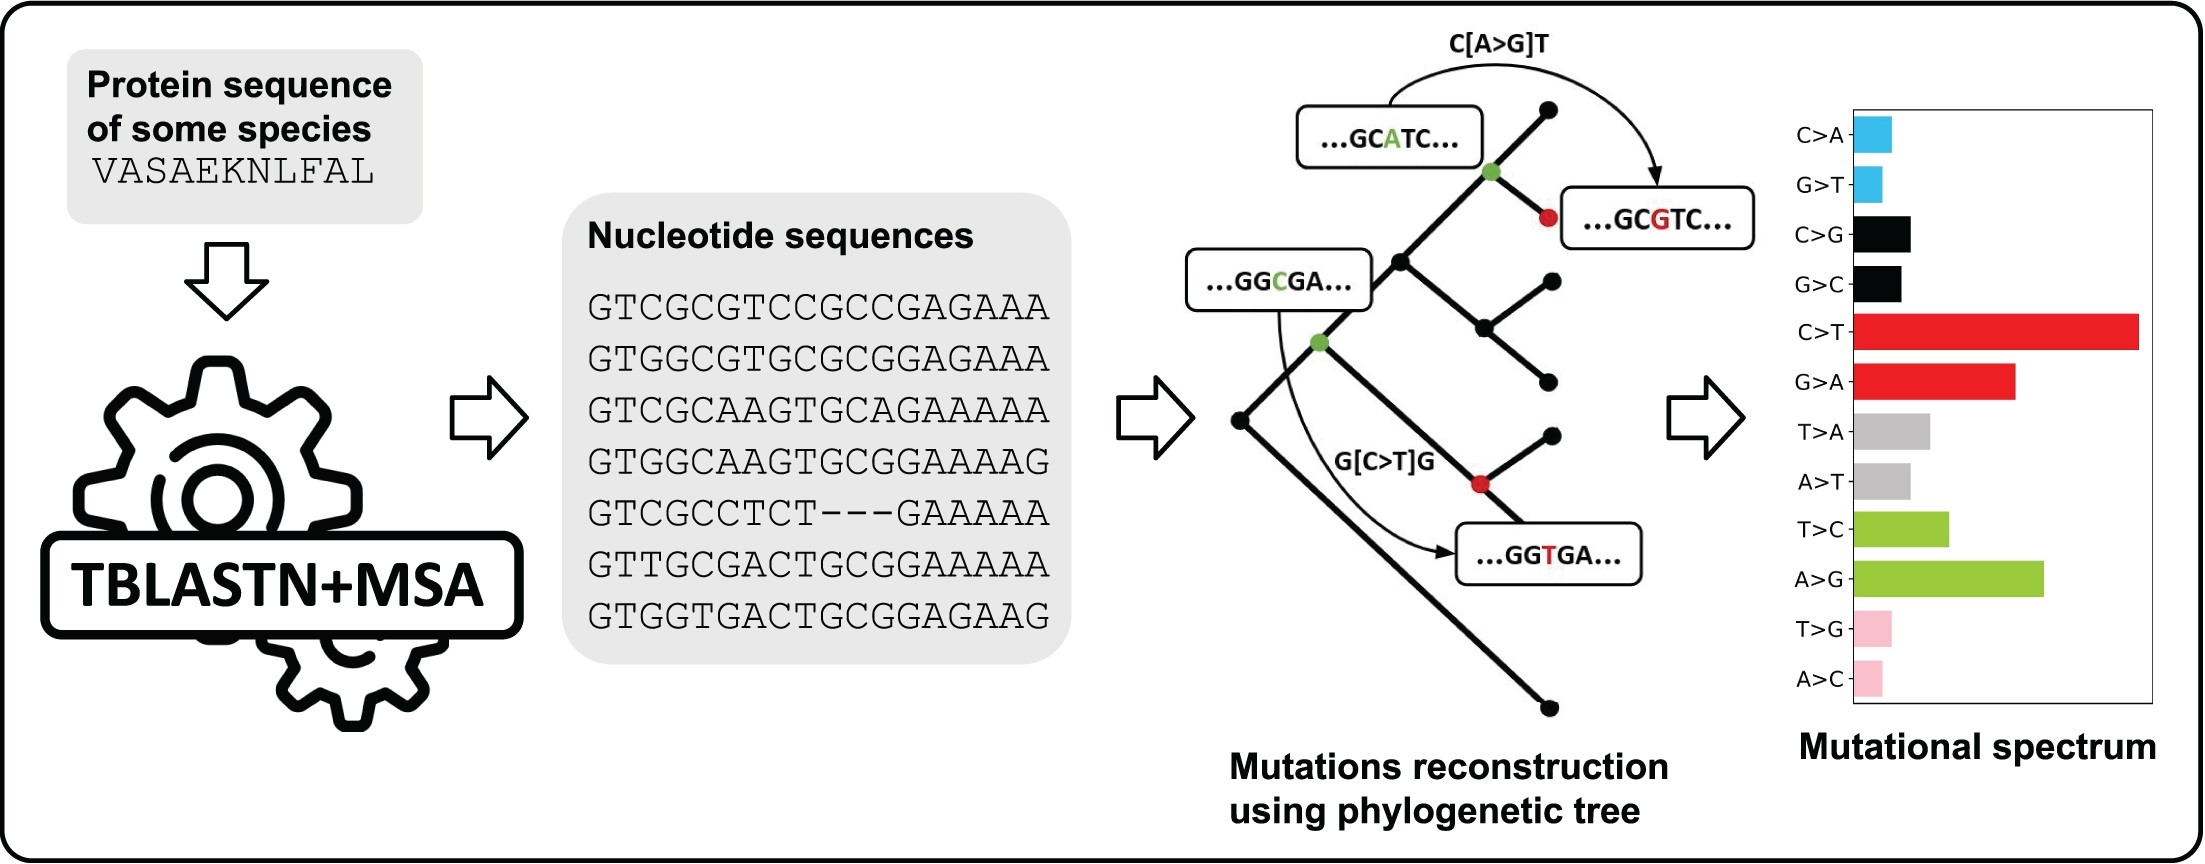 Protein sequence
of some species
VASAEKNLFAL
TBLASTN+MSA
Nucleotide sequences
GTCGCGTCCGCCGAGAAA
GTGGCGTGCGCGGAGAAA
GTCGCAAGTGCAGAAAAA
GTGGCAAGTGCGGAAAAG
GTCGCCTCT---GAAAAA
GTTGCGACTGCGGAAAAA
GTGGTGACTGCGGAGAAG
C[A>G]T
...GCATC...
...GCGTC...
...GGCGA...
G[C>T]G
...GGTGA...
Mutations reconstruction
using phylogenetic tree
C>A
G>T
C>G
G>C
C>T
G>A
T>A
A>T
T>C
A>G
T>G
A>C
Mutational spectrum